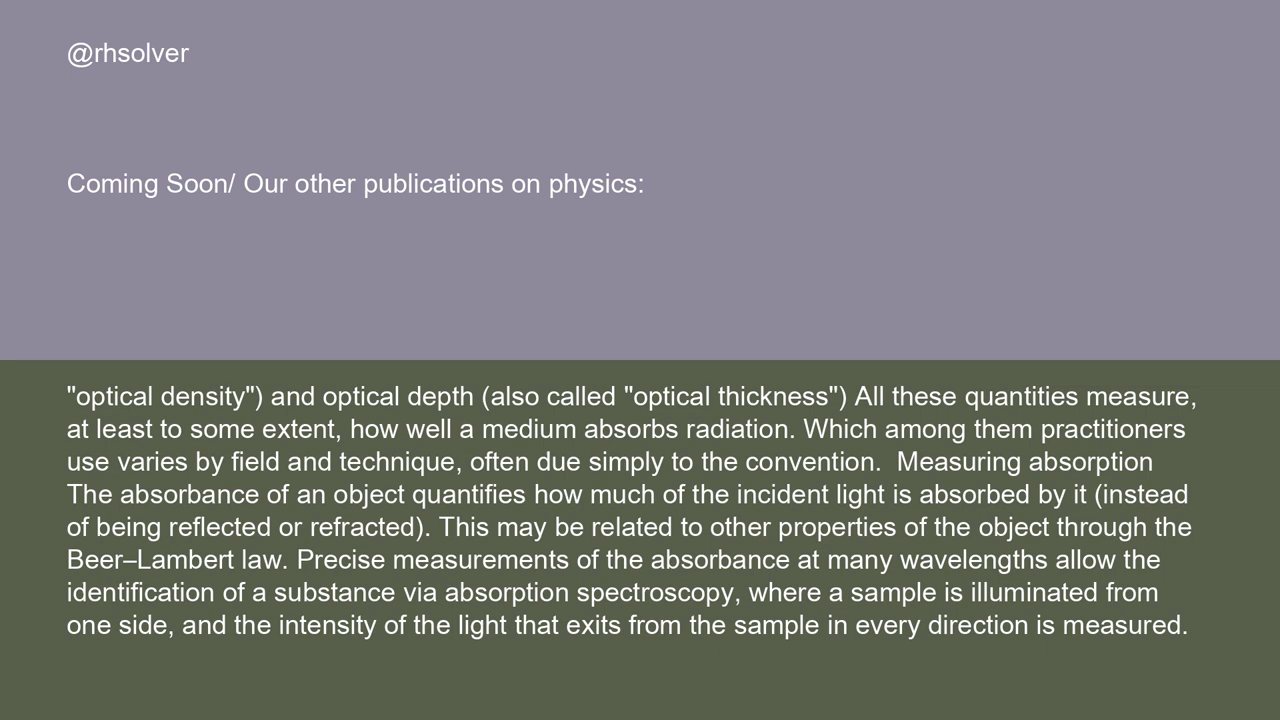 @rhsolver
Coming Soon/ Our other publications on physics:
"optical density") and optical depth (also called "optical thickness") All these quantities measure,
at least to some extent, how well a medium absorbs radiation. Which among them practitioners
use varies by field and technique, often due simply to the convention.  Measuring absorption
The absorbance of an object quantifies how much of the incident light is absorbed by it (instead
of being reflected or refracted). This may be related to other properties of the object through the
Beer–Lambert law. Precise measurements of the absorbance at many wavelengths allow the
identification of a substance via absorption spectroscopy, where a sample is illuminated from
one side, and the intensity of the light that exits from the sample in every direction is measured.